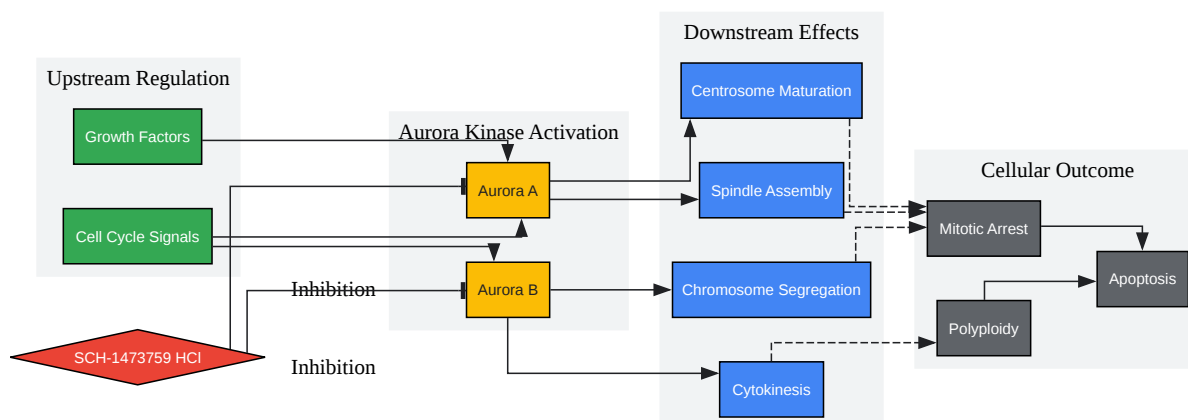 Upstream Regulation
Growth Factors
Cell Cycle Signals
SCH-1473759 HCl
Inhibition
Inhibition
Aurora Kinase Activation
Aurora A
Aurora B
Downstream Effects
Centrosome Maturation
Spindle Assembly
Chromosome Segregation
Cytokinesis
Cellular Outcome
Mitotic Arrest
Apoptosis
Polyploidy